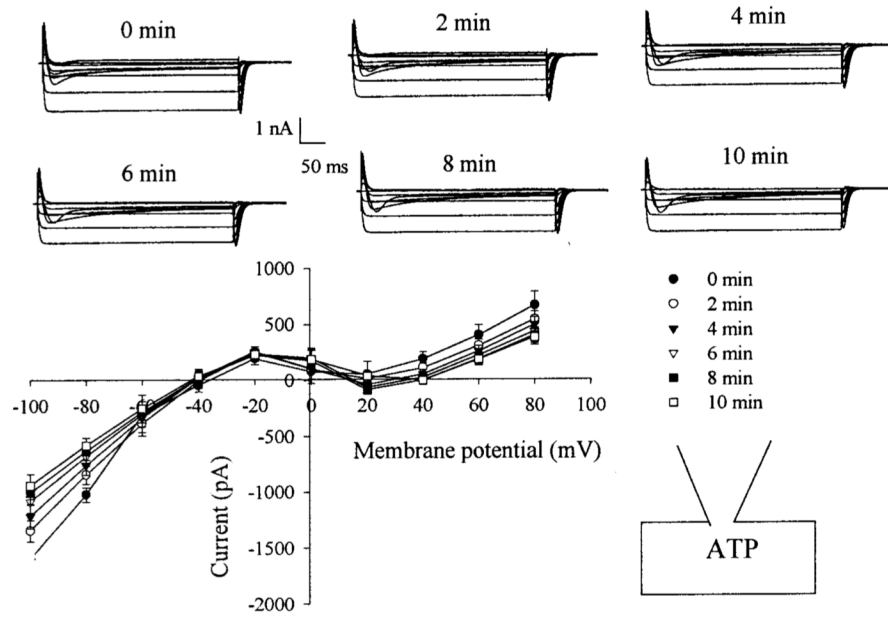 0 min
2 min
4 min
1 nA
50 ms
6 min
8 min
10 min
1000
500
0
-500
-1000
-1500
-2000
-100 -80 -60 -40 -20 0 20 40 60 80 100
Membrane potential (mV)
Current (pA)
0 min
2 min
4 min
6 min
8 min
10 min
ATP